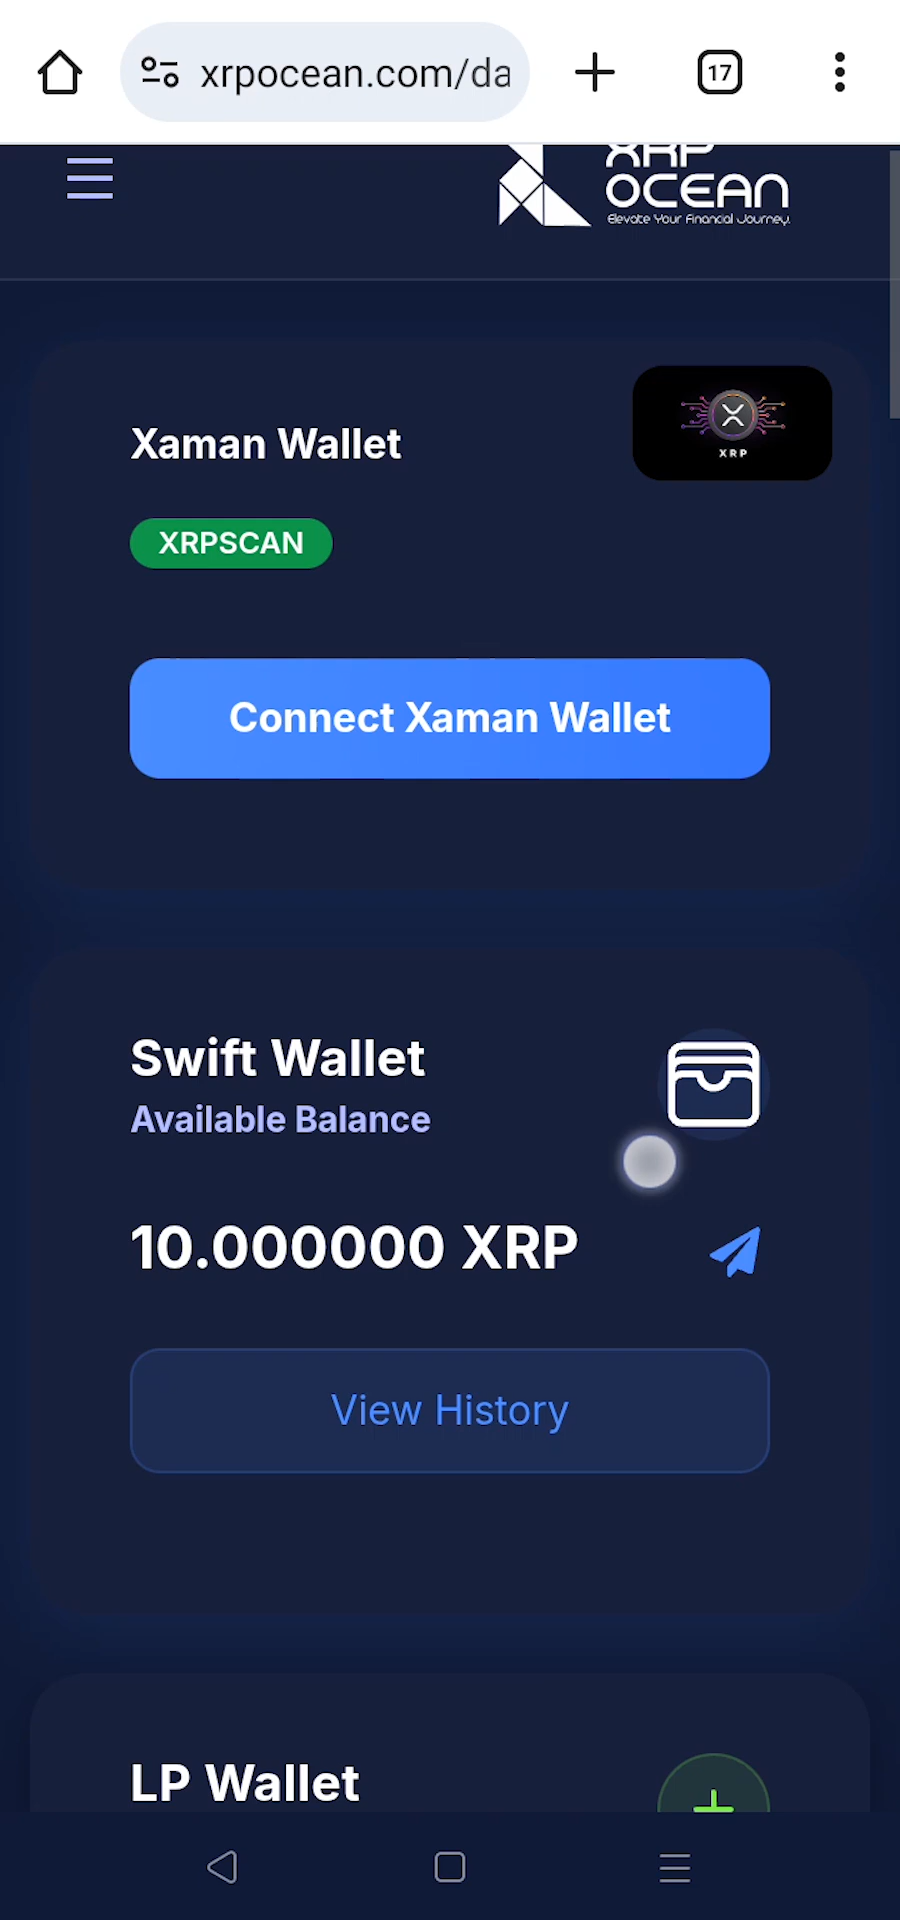 xrpocean.com/da
17
XRP
OCEAN
Elevate Your Financial Journey.
Xaman Wallet
XRP
XRPSCAN
Connect Xaman Wallet
Swift Wallet
Available Balance
10.000000 XRP
View History
LP Wallet